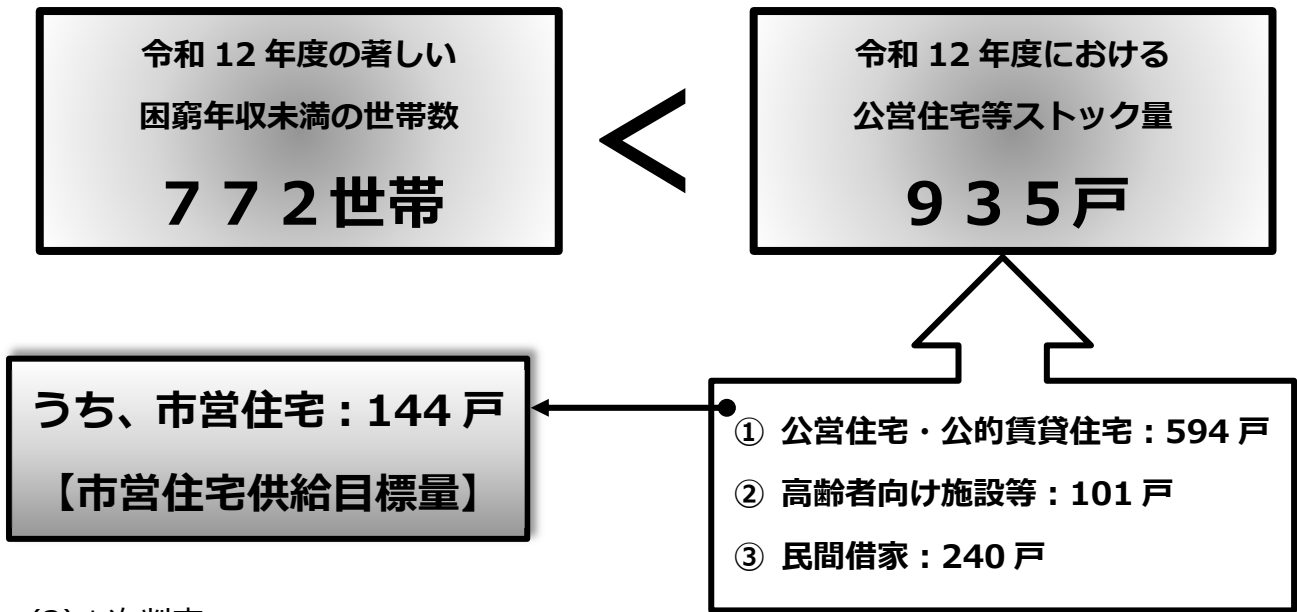 令和 12 年度の著しい
困窮年収未満の世帯数
７７２世帯
＜
令和 12 年度における
公営住宅等ストック量
９３５戸
うち、市営住宅：144 戸
【市営住宅供給目標量】
① 公営住宅・公的賃貸住宅：594 戸
② 高齢者向け施設等：101 戸
③ 民間借家：240 戸